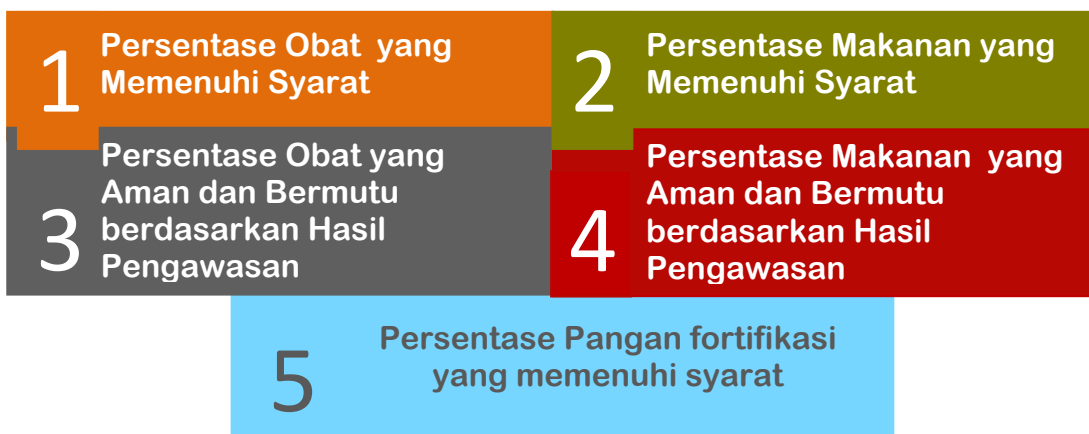 1
Persentase Obat yang
Memenuhi Syarat
2
Persentase Makanan yang
Memenuhi Syarat
3
Persentase Obat yang
Aman dan Bermutu
berdasarkan Hasil
Pengawasan
4
Persentase Makanan yang
Aman dan Bermutu
berdasarkan Hasil
Pengawasan
5
Persentase Pangan fortifikasi
yang memenuhi syarat